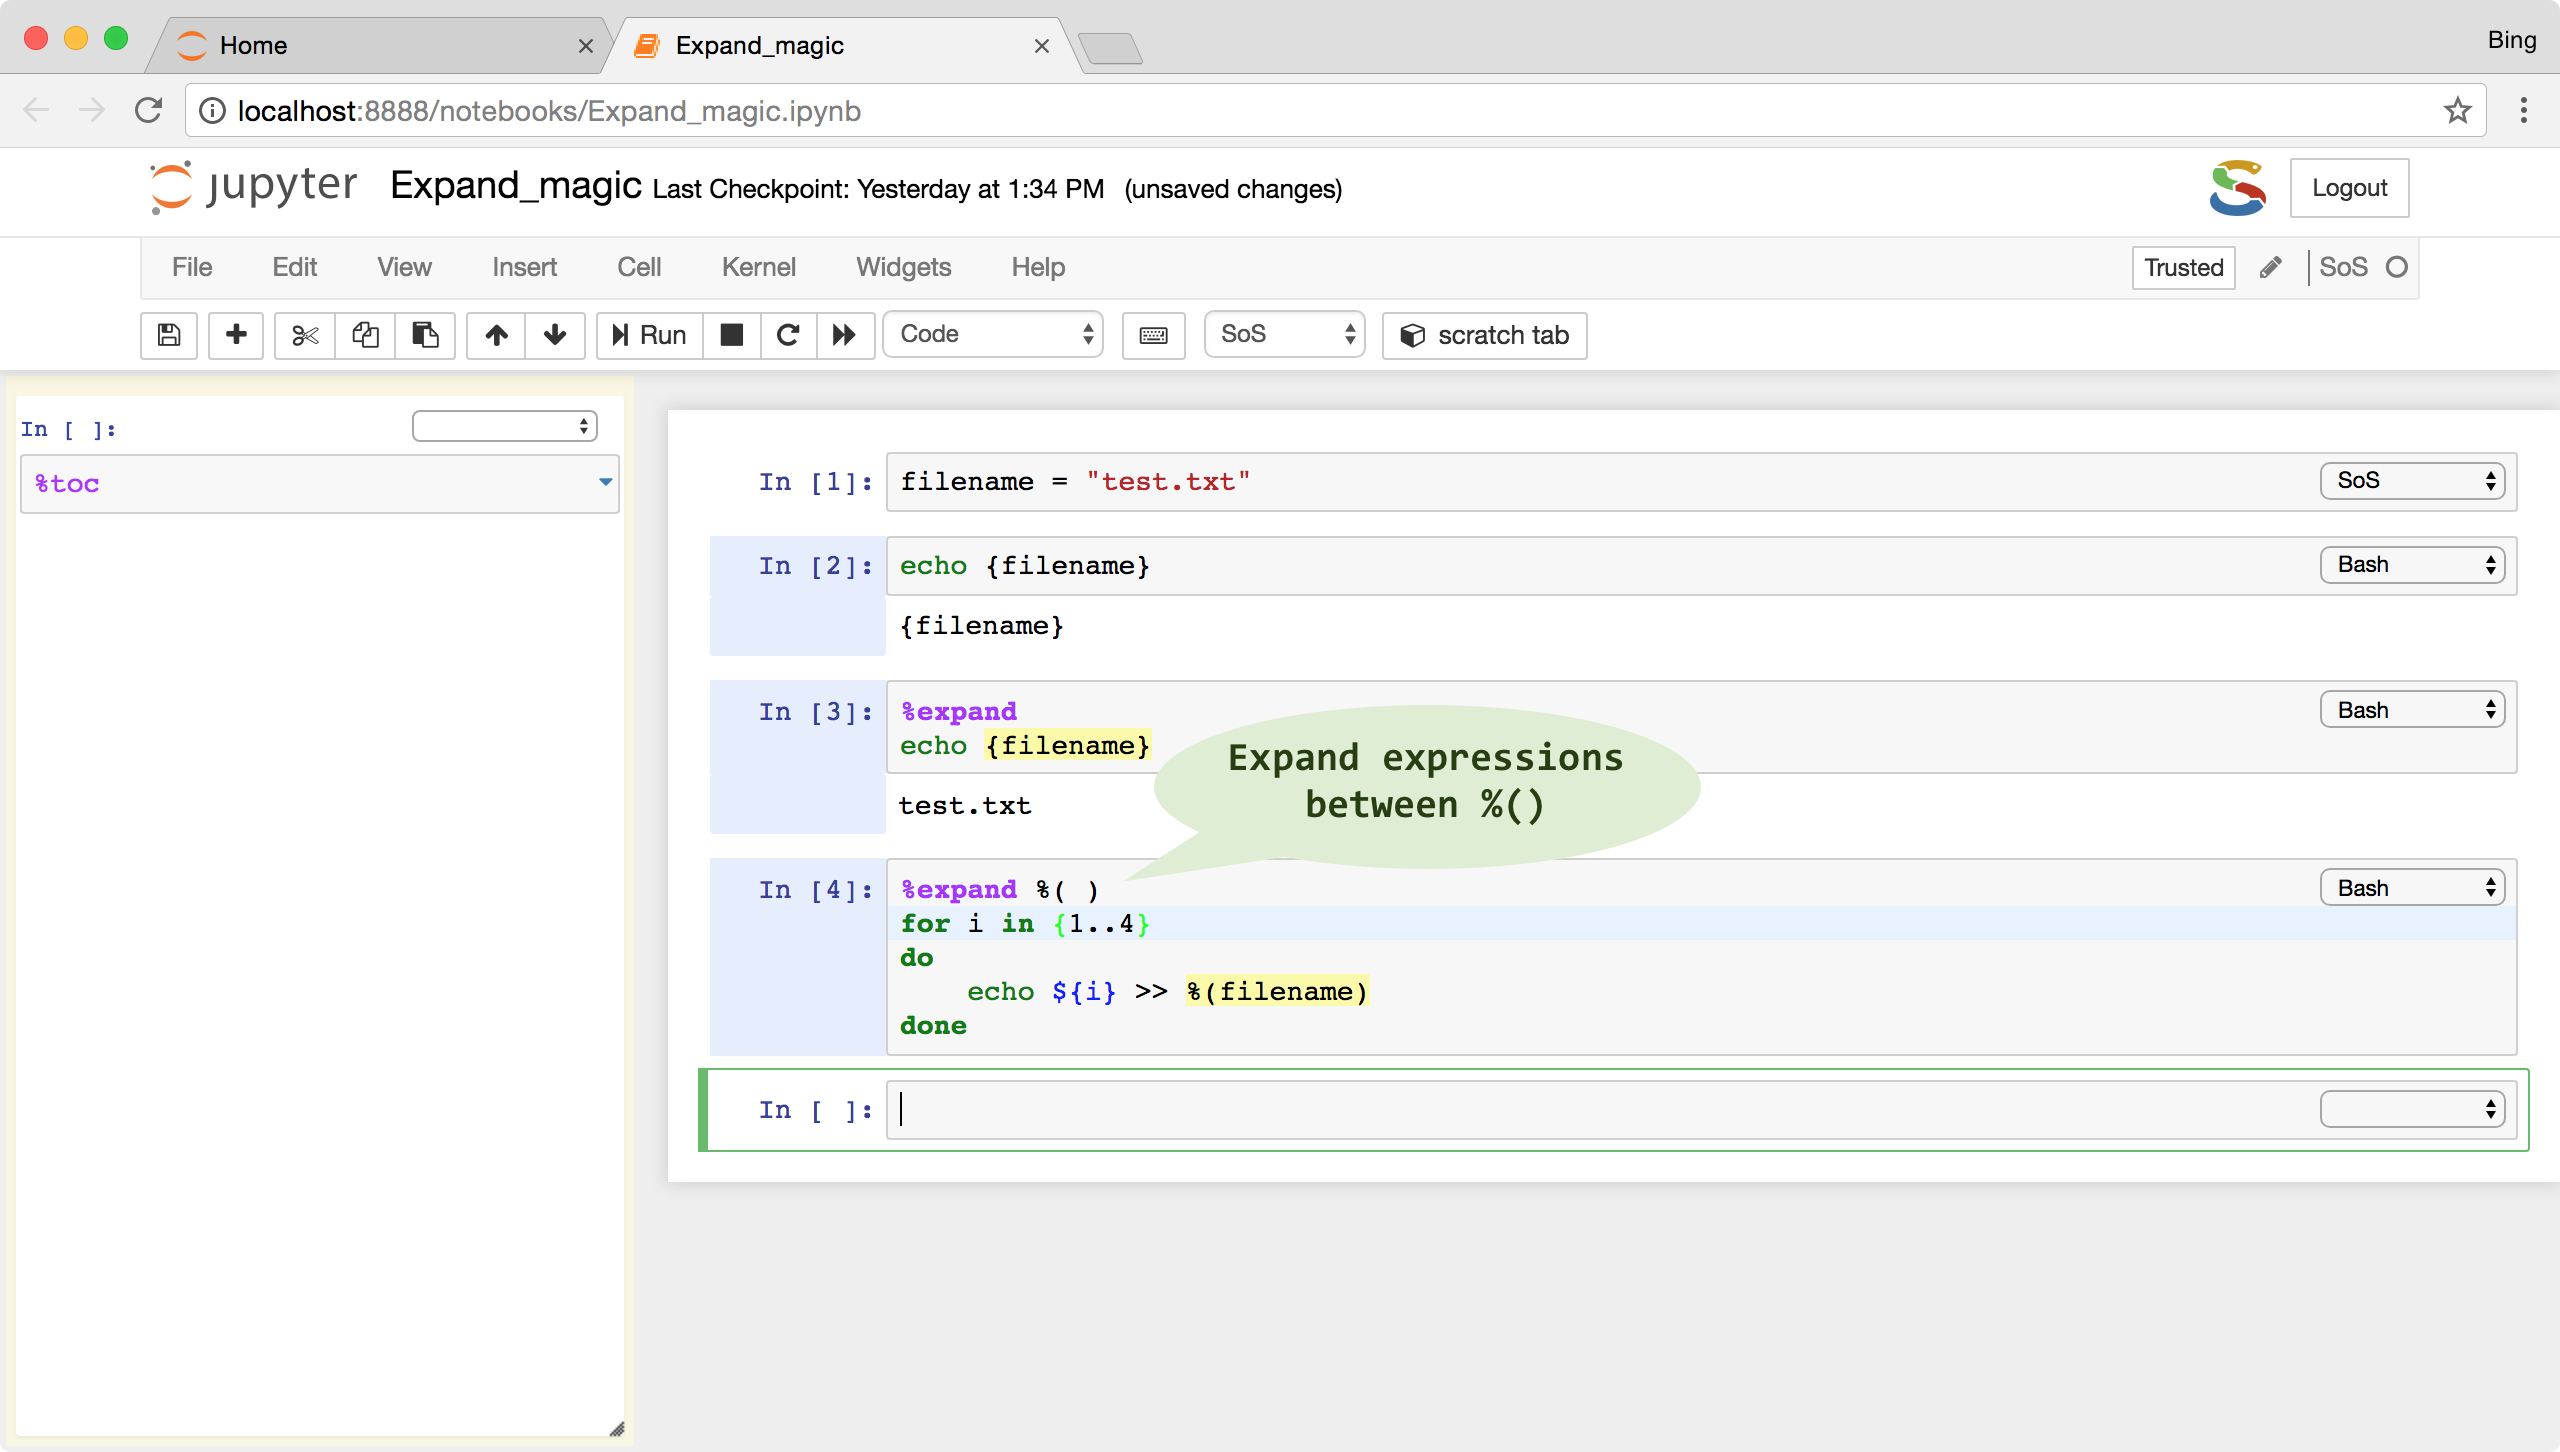 Home
Expand_magic
Bing
localhost:8888/notebooks/Expand_magic.ipynb
jupyter Expand_magic Last Checkpoint: Yesterday at 1:34 PM (unsaved changes)
Logout
File Edit View Insert Cell Kernel Widgets Help
Trusted
SoS
Run
Code
SoS
scratch tab
In [ ]:
%toc
In [1]: filename = "test.txt"
SoS
In [2]: echo {filename}
Bash
{filename}
In [3]: %expand
Bash
echo {filename}
test.txt
Expand expressions
between %()
In [4]: %expand %( )
Bash
for i in {1..4}
do
echo ${i} >> %(filename)
done
In [ ]: